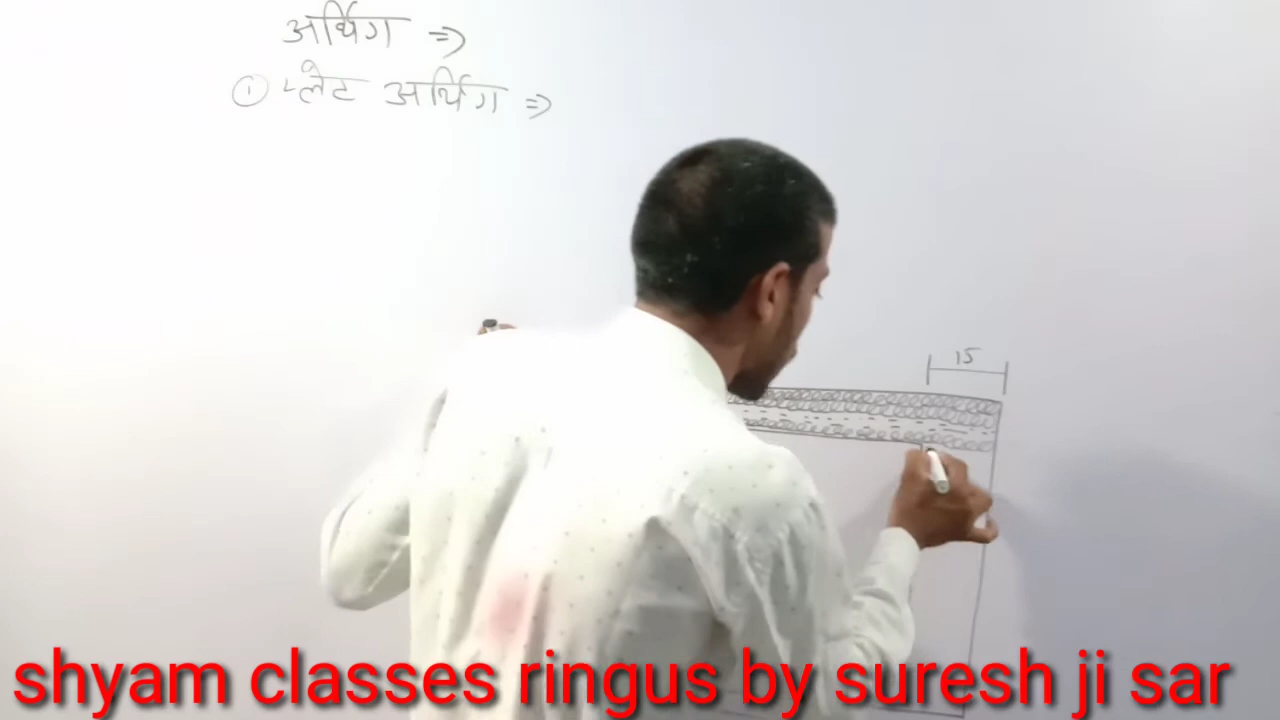 अर्थिग ⇒
① प्लेट अर्थिग ⇒
15
shyam classes ringus by suresh ji sar